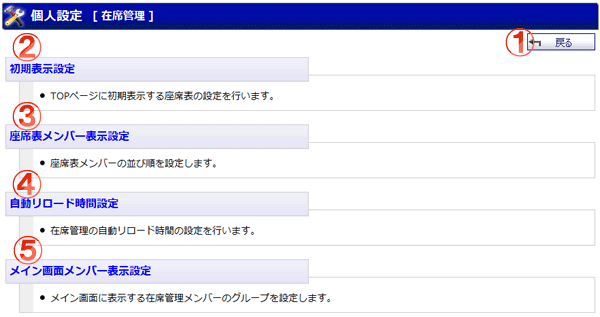 個人設定 [ 在席管理 ]
① 戻る
②
初期表示設定
● TOPページに初期表示する座席表の設定を行います。
③
座席表メンバー表示設定
● 座席表メンバーの並び順を設定します。
④
自動リロード時間設定
● 在席管理の自動リロード時間の設定を行います。
⑤
メイン画面メンバー表示設定
● メイン画面に表示する在席管理メンバーのグループを設定します。